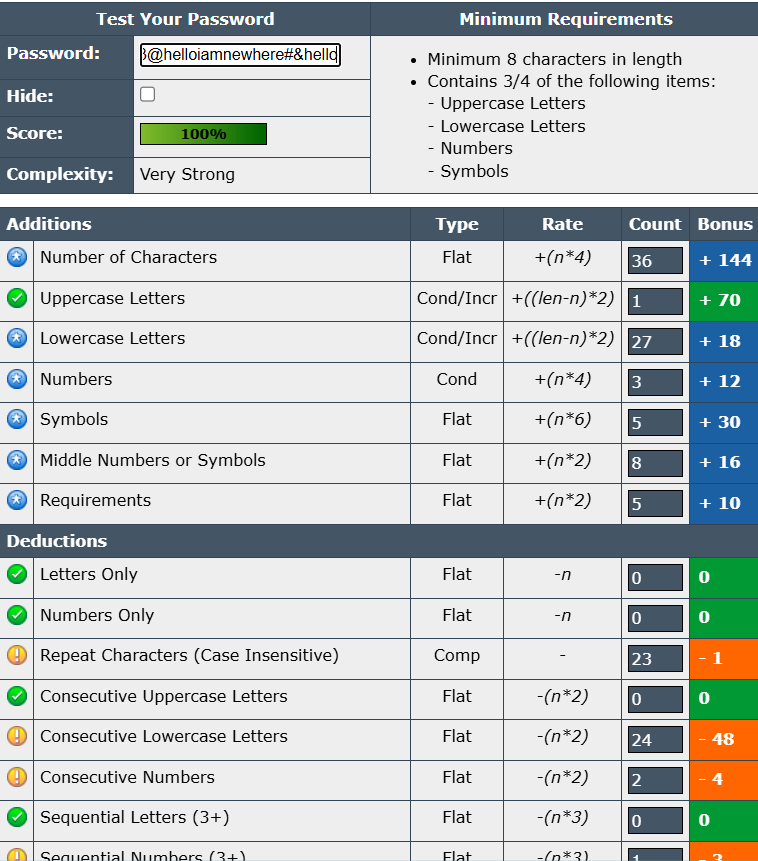 Test Your Password
Minimum Requirements
Password: 3@helloiamnewhere#&hello
Hide:
Score: 100%
Complexity: Very Strong
• Minimum 8 characters in length
• Contains 3/4 of the following items:
- Uppercase Letters
- Lowercase Letters
- Numbers
- Symbols
Additions Type Rate Count Bonus
Number of Characters Flat +(n*4) 36 + 144
Uppercase Letters Cond/Incr +((len-n)*2) 1 + 70
Lowercase Letters Cond/Incr +((len-n)*2) 27 + 18
Numbers Cond +(n*4) 3 + 12
Symbols Flat +(n*6) 5 + 30
Middle Numbers or Symbols Flat +(n*2) 8 + 16
Requirements Flat +(n*2) 5 + 10
Deductions
Letters Only Flat -n 0 0
Numbers Only Flat -n 0 0
Repeat Characters (Case Insensitive) Comp - 23 - 1
Consecutive Uppercase Letters Flat -(n*2) 0 0
Consecutive Lowercase Letters Flat -(n*2) 24 - 48
Consecutive Numbers Flat -(n*2) 2 - 4
Sequential Letters (3+) Flat -(n*3) 0 0
Sequential Numbers (3+) Flat -(n*3) 1 - 3